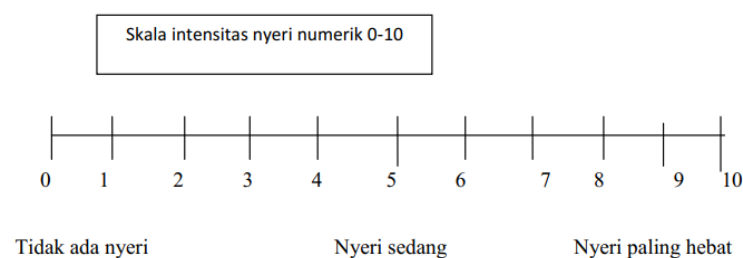 Skala intensitas nyeri numerik 0-10
0 1 2 3 4 5 6 7 8 9 10
Tidak ada nyeri Nyeri sedang Nyeri paling hebat